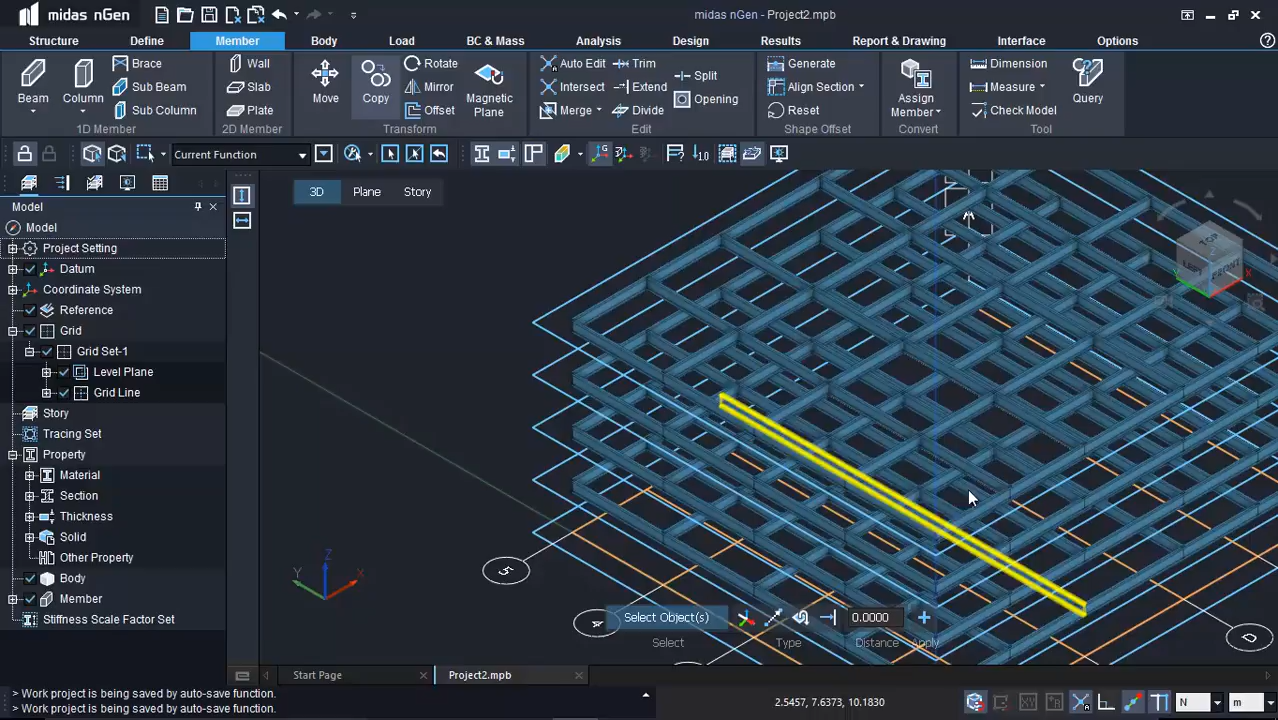 midas nGen
midas nGen - Project2.mpb
Structure Define Member Body Load BC & Mass Analysis Design Results Report & Drawing Interface Options
Beam
Column
Brace
Sub Beam
Sub Column
1D Member
Wall
Slab
Plate
2D Member
Move
Copy
Rotate
Mirror
Offset
Magnetic
Plane
Transform
Auto Edit
Trim
Split
Intersect
Extend
Opening
Merge
Divide
Edit
Generate
Align Section
Reset
Shape Offset
Assign
Member
Convert
Dimension
Measure
Check Model
Query
Tool
Current Function
Model
3D Plane Story
Model
Project Setting
Datum
Coordinate System
Reference
Grid
Grid Set-1
Level Plane
Grid Line
Story
Tracing Set
Property
Material
Section
Thickness
Solid
Other Property
Body
Member
Stiffness Scale Factor Set
TOP
LEFT
FRONT
Z
Y
X
Select Object(s)
0.0000
Select Type Distance Apply
Start Page
Project2.mpb
> Work project is being saved by auto-save function.
> Work project is being saved by auto-save function.
2.5457, 7.6373, 10.1830
N
m